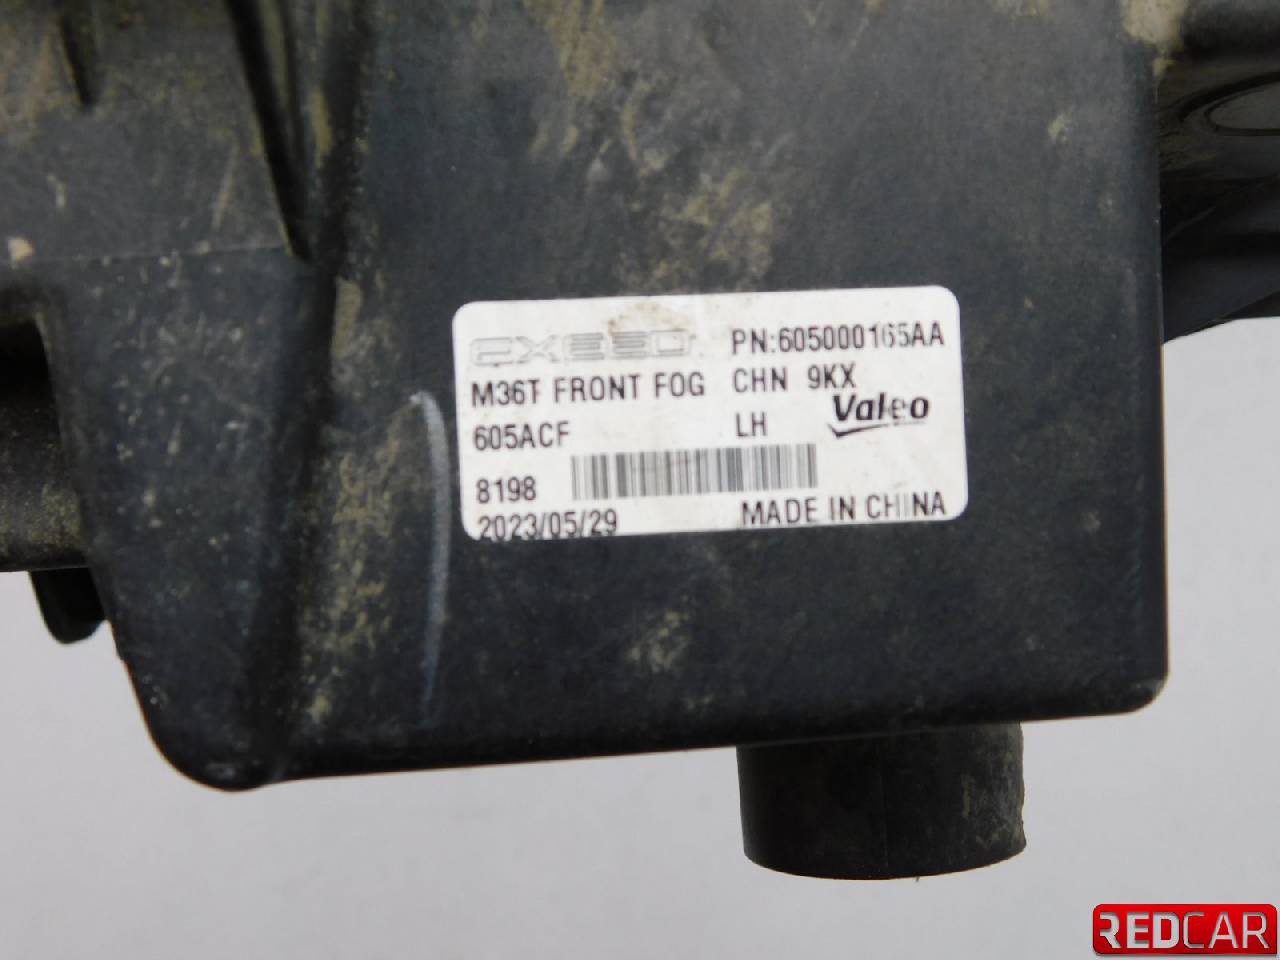 EXEED PN:605000165AA
M36T FRONT FOG CHN 9KX
Valeo
605ACF LH
8198
2023/05/29 MADE IN CHINA
REDCAR